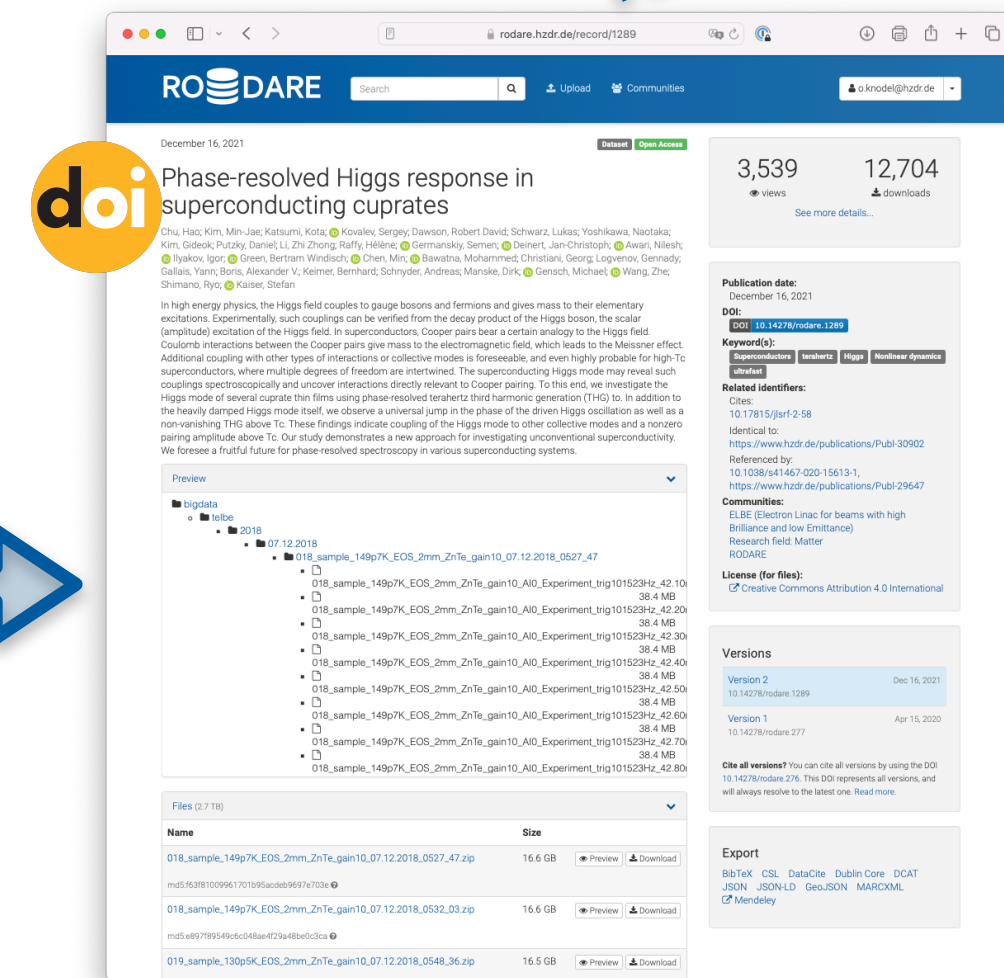 rodare.hzdr.de/record/1289
RODARE
Search
Upload
Communities
o.knodel@hzdr.de
doi
December 16, 2021
Dataset Open Access
Phase-resolved Higgs response in
superconducting cuprates
Chu, Hao; Kim, Min-Jae; Katsumi, Kota; Kovalev, Sergey; Dawson, Robert David; Schwarz, Lukas; Yoshikawa, Naotaka;
Kim, Gideok; Putzky, Daniel; Li, Zhi Zhong; Raffy, Hélène; Germanskiy, Semen; Deinert, Jan-Christoph; Awari, Nilesh;
Ilyakov, Igor; Green, Bertram Windisch; Chen, Min; Bawatna, Mohammed; Christiani, Georg; Logvenov, Gennady;
Gallais, Yann; Boris, Alexander V.; Keimer, Bernhard; Schnyder, Andreas; Manske, Dirk; Gensch, Michael; Wang, Zhe;
Shimano, Ryo; Kaiser, Stefan
In high energy physics, the Higgs field couples to gauge bosons and fermions and gives mass to their elementary
excitations. Experimentally, such couplings can be verified from the decay product of the Higgs boson, the scalar
(amplitude) excitation of the Higgs field. In superconductors, Cooper pairs bear a certain analogy to the Higgs field.
Coulomb interactions between the Cooper pairs give mass to the electromagnetic field, which leads to the Meissner effect.
Additional coupling with other types of interactions or collective modes is foreseeable, and even highly probable for high-Tc
superconductors, where multiple degrees of freedom are intertwined. The superconducting Higgs mode may reveal such
couplings spectroscopically and uncover interactions directly relevant to Cooper pairing. To this end, we investigate the
Higgs mode of several cuprate thin films using phase-resolved terahertz third harmonic generation (THG) to. In addition to
the heavily damped Higgs mode itself, we observe a universal jump in the phase of the driven Higgs oscillation as well as a
non-vanishing THG above Tc. These findings indicate coupling of the Higgs mode to other collective modes and a nonzero
pairing amplitude above Tc. Our study demonstrates a new approach for investigating unconventional superconductivity.
We foresee a fruitful future for phase-resolved spectroscopy in various superconducting systems.
Preview
bigdata
telbe
2018
07.12.2018
018_sample_149p7K_EOS_2mm_ZnTe_gain10_07.12.2018_0527_47
018_sample_149p7K_EOS_2mm_ZnTe_gain10_AI0_Experiment_trig101523Hz_42.10
38.4 MB
018_sample_149p7K_EOS_2mm_ZnTe_gain10_AI0_Experiment_trig101523Hz_42.20
38.4 MB
018_sample_149p7K_EOS_2mm_ZnTe_gain10_AI0_Experiment_trig101523Hz_42.30
38.4 MB
018_sample_149p7K_EOS_2mm_ZnTe_gain10_AI0_Experiment_trig101523Hz_42.40
38.4 MB
018_sample_149p7K_EOS_2mm_ZnTe_gain10_AI0_Experiment_trig101523Hz_42.50
38.4 MB
018_sample_149p7K_EOS_2mm_ZnTe_gain10_AI0_Experiment_trig101523Hz_42.60
38.4 MB
018_sample_149p7K_EOS_2mm_ZnTe_gain10_AI0_Experiment_trig101523Hz_42.70
38.4 MB
018_sample_149p7K_EOS_2mm_ZnTe_gain10_AI0_Experiment_trig101523Hz_42.80
Files (2.7 TB)
Name Size
018_sample_149p7K_EOS_2mm_ZnTe_gain10_07.12.2018_0527_47.zip 16.6 GB Preview Download
md5:f63f81009961701b95acdeb9697e703e
018_sample_149p7K_EOS_2mm_ZnTe_gain10_07.12.2018_0532_03.zip 16.6 GB Preview Download
md5:e897f89549c6c048ae4f29a48be0c3ca
019_sample_130p5K_EOS_2mm_ZnTe_gain10_07.12.2018_0548_36.zip 16.5 GB Preview Download
3,539 12,704
views downloads
See more details...
Publication date:
December 16, 2021
DOI:
DOI 10.14278/rodare.1289
Keyword(s):
Superconductors terahertz Higgs Nonlinear dynamics
ultrafast
Related identifiers:
Cites:
10.17815/jlsrf-2-58
Identical to:
https://www.hzdr.de/publications/Publ-30902
Referenced by:
10.1038/s41467-020-15613-1,
https://www.hzdr.de/publications/Publ-29647
Communities:
ELBE (Electron Linac for beams with high
Brilliance and low Emittance)
Research field: Matter
RODARE
License (for files):
Creative Commons Attribution 4.0 International
Versions
Version 2 Dec 16, 2021
10.14278/rodare.1289
Version 1 Apr 15, 2020
10.14278/rodare.277
Cite all versions? You can cite all versions by using the DOI
10.14278/rodare.276. This DOI represents all versions, and
will always resolve to the latest one. Read more.
Export
BibTeX CSL DataCite Dublin Core DCAT
JSON JSON-LD GeoJSON MARCXML
Mendeley